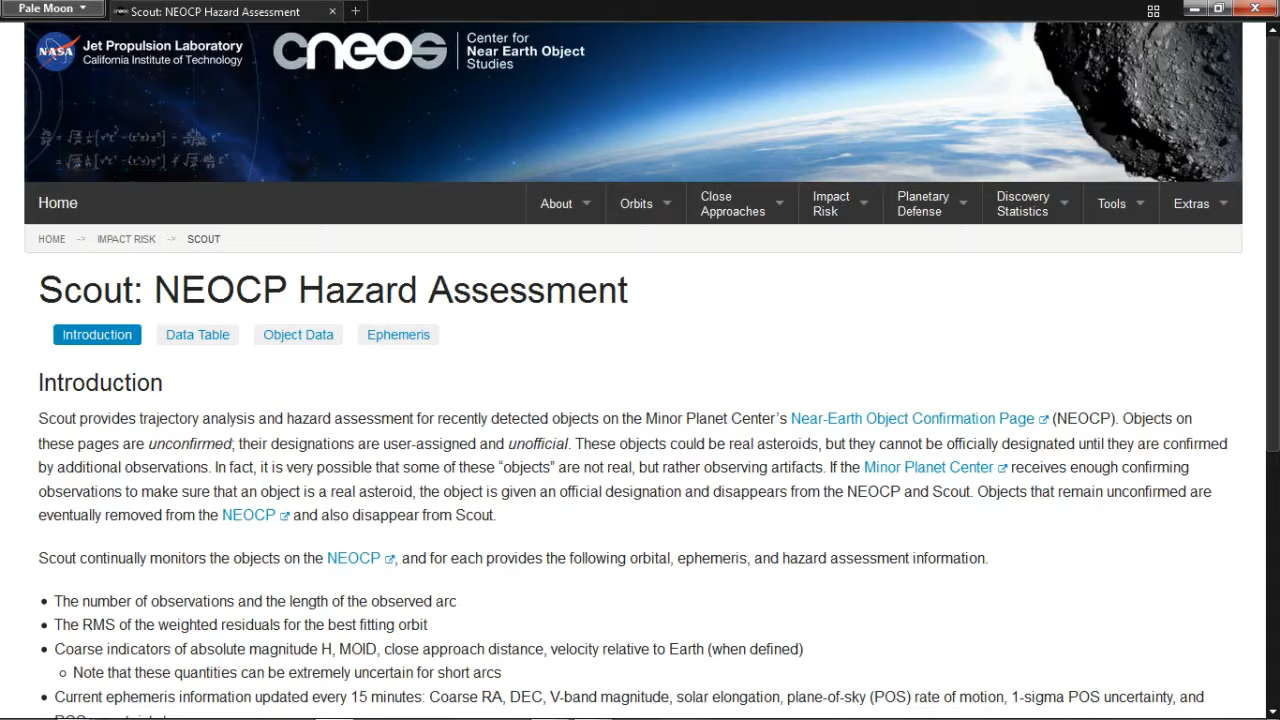 Pale Moon
Scout: NEOCP Hazard Assessment
NASA
Jet Propulsion Laboratory
California Institute of Technology
cneos
Center for
Near Earth Object
Studies
Home
About
Orbits
Close
Approaches
Impact
Risk
Planetary
Defense
Discovery
Statistics
Tools
Extras
HOME -> IMPACT RISK -> SCOUT
Scout: NEOCP Hazard Assessment
Introduction Data Table Object Data Ephemeris
Introduction
Scout provides trajectory analysis and hazard assessment for recently detected objects on the Minor Planet Center’s Near-Earth Object Confirmation Page (NEOCP). Objects on
these pages are unconfirmed; their designations are user-assigned and unofficial. These objects could be real asteroids, but they cannot be officially designated until they are confirmed
by additional observations. In fact, it is very possible that some of these “objects” are not real, but rather observing artifacts. If the Minor Planet Center receives enough confirming
observations to make sure that an object is a real asteroid, the object is given an official designation and disappears from the NEOCP and Scout. Objects that remain unconfirmed are
eventually removed from the NEOCP and also disappear from Scout.
Scout continually monitors the objects on the NEOCP, and for each provides the following orbital, ephemeris, and hazard assessment information.
• The number of observations and the length of the observed arc
• The RMS of the weighted residuals for the best fitting orbit
• Coarse indicators of absolute magnitude H, MOID, close approach distance, velocity relative to Earth (when defined)
○ Note that these quantities can be extremely uncertain for short arcs
• Current ephemeris information updated every 15 minutes: Coarse RA, DEC, V-band magnitude, solar elongation, plane-of-sky (POS) rate of motion, 1-sigma POS uncertainty, and